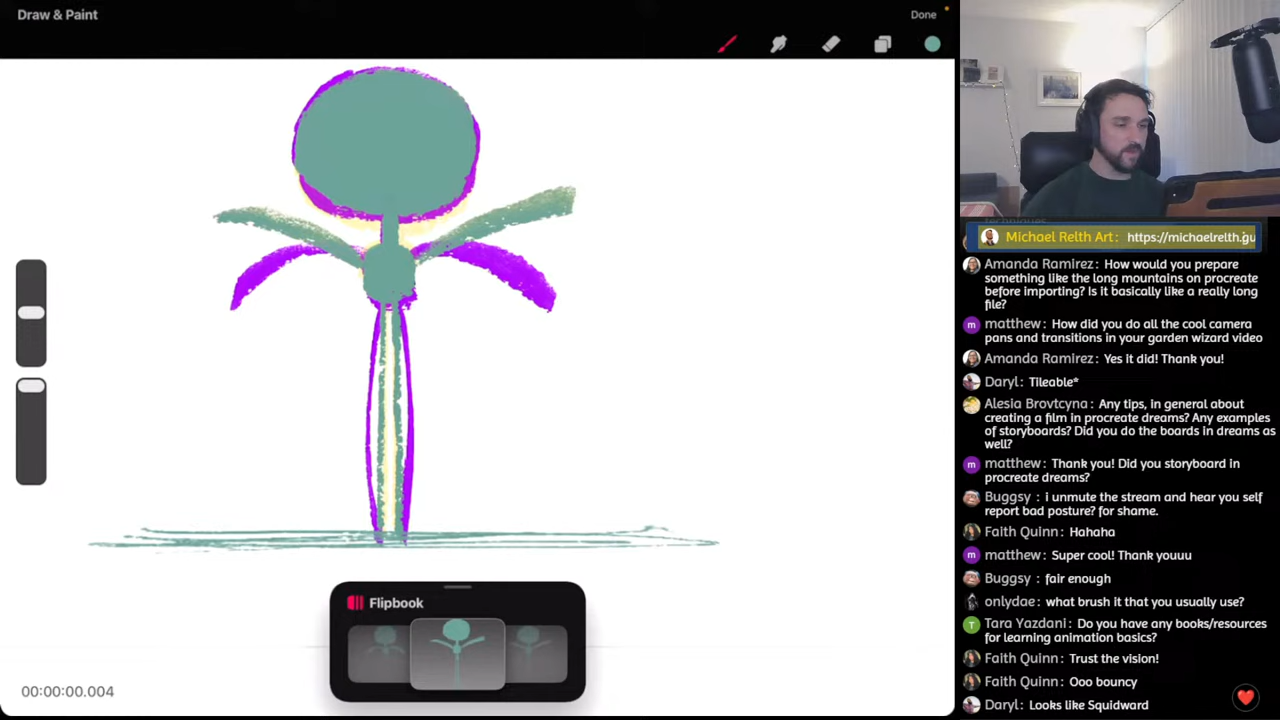 Draw & Paint
Done
Flipbook
00:00:00.004
techniques
Michael Relth Art: https://michaelrelth.gu
Amanda Ramirez: How would you prepare
something like the long mountains on procreate
before importing? Is it basically like a really long
file?
matthew: How did you do all the cool camera
pans and transitions in your garden wizard video
Amanda Ramirez: Yes it did! Thank you!
Daryl: Tileable*
Alesia Brovtcyna: Any tips, in general about
creating a film in procreate dreams? Any examples
of storyboards? Did you do the boards in dreams as
well?
m matthew: Thank you! Did you storyboard in
procreate dreams?
Buggsy: i unmute the stream and hear you self
report bad posture? for shame.
Faith Quinn: Hahaha
m matthew: Super cool! Thank youuu
Buggsy: fair enough
onlydae: what brush it that you usually use?
T Tara Yazdani: Do you have any books/resources
for learning animation basics?
Faith Quinn: Trust the vision!
Faith Quinn: Ooo bouncy
Daryl: Looks like Squidward